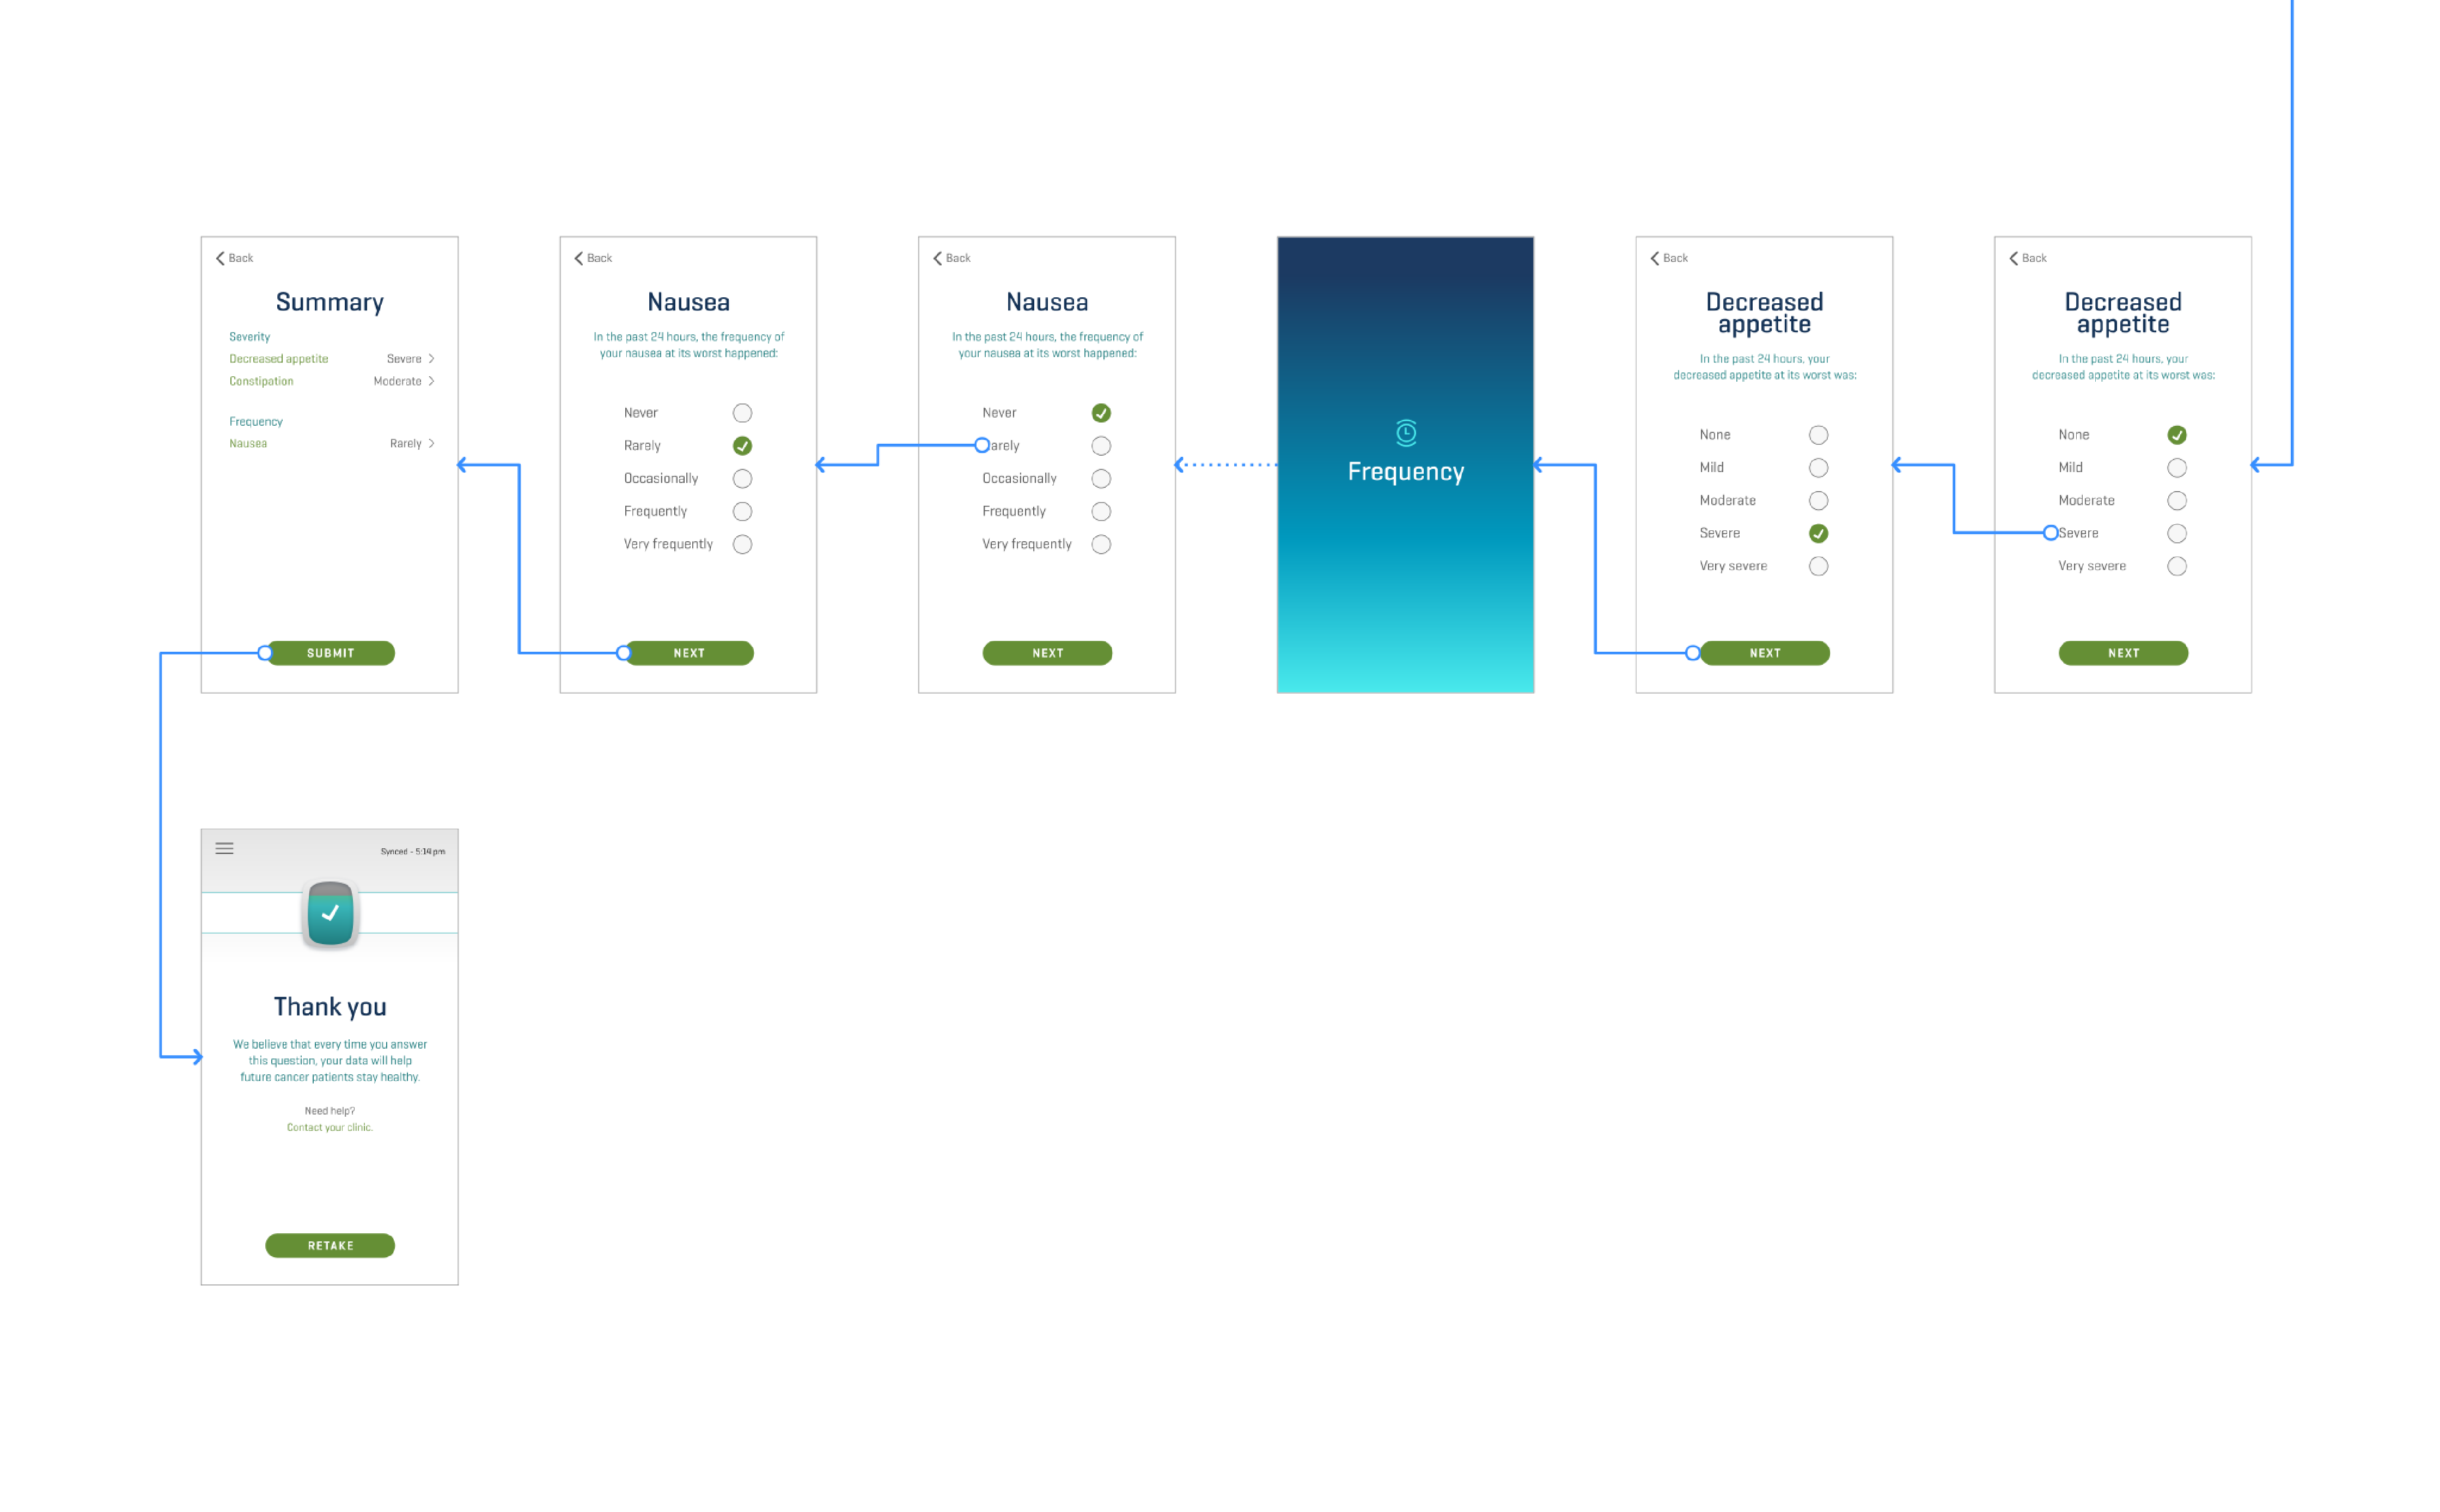 Back
Summary
Severity
Decreased appetite Severe
Constipation Moderate
Frequency
Nausea Rarely
SUBMIT
Back
Nausea
In the past 24 hours, the frequency of
your nausea at its worst happened:
Never
Rarely
Occasionally
Frequently
Very frequently
NEXT
Back
Nausea
In the past 24 hours, the frequency of
your nausea at its worst happened:
Never
arely
Occasionally
Frequently
Very frequently
NEXT
Frequency
Back
Decreased
appetite
In the past 24 hours, your
decreased appetite at its worst was:
None
Mild
Moderate
Severe
Very severe
NEXT
Back
Decreased
appetite
In the past 24 hours, your
decreased appetite at its worst was:
None
Mild
Moderate
Severe
Very severe
NEXT
Synced - 5:14 pm
Thank you
We believe that every time you answer
this question, your data will help
future cancer patients stay healthy.
Need help?
Contact your clinic.
RETAKE